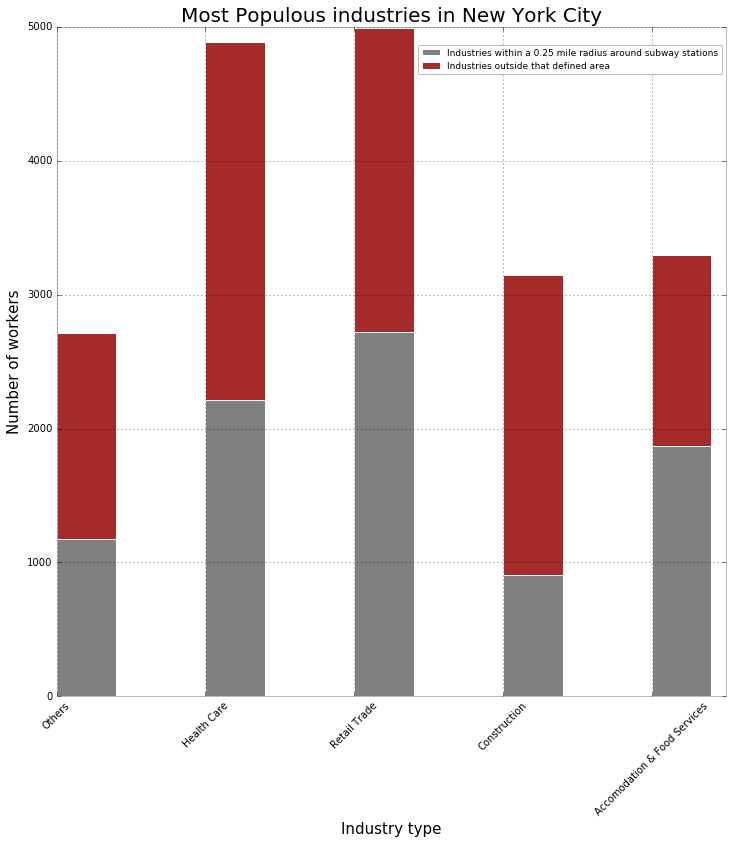 Most Populous industries in New York City
Industries within a 0.25 mile radius around subway stations
Industries outside that defined area
Number of workers
5000
4000
3000
2000
1000
0
Others
Health Care
Retail Trade
Construction
Accomodation & Food Services
Industry type